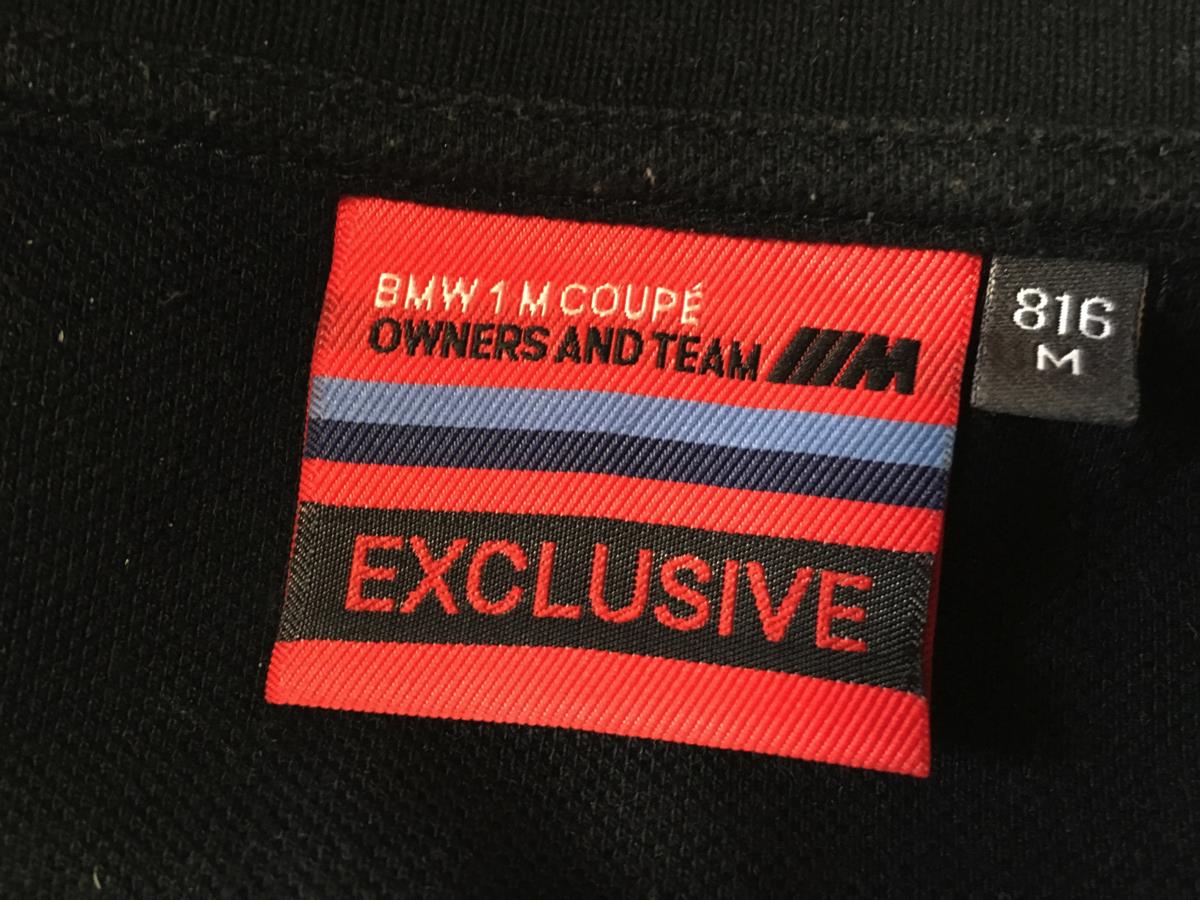 BMW 1 M COUPÉ
OWNERS AND TEAM ///M
EXCLUSIVE
816
M